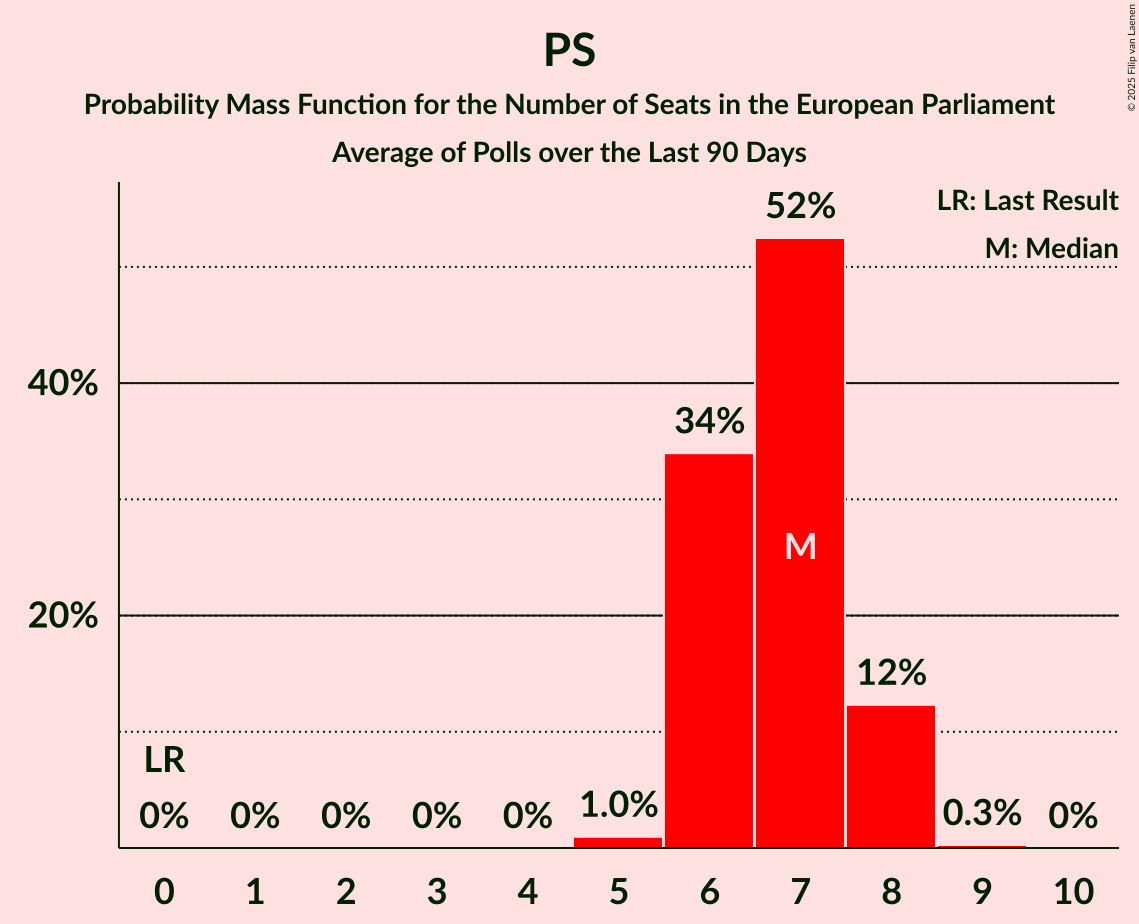 PS
Probability Mass Function for the Number of Seats in the European Parliament
Average of Polls over the Last 90 Days
© 2025 Filip van Laenen
LR: Last Result
M: Median
52%
40%
34%
M
20%
12%
LR
0% 0% 0% 0% 0% 1.0% 0.3% 0%
0 1 2 3 4 5 6 7 8 9 10